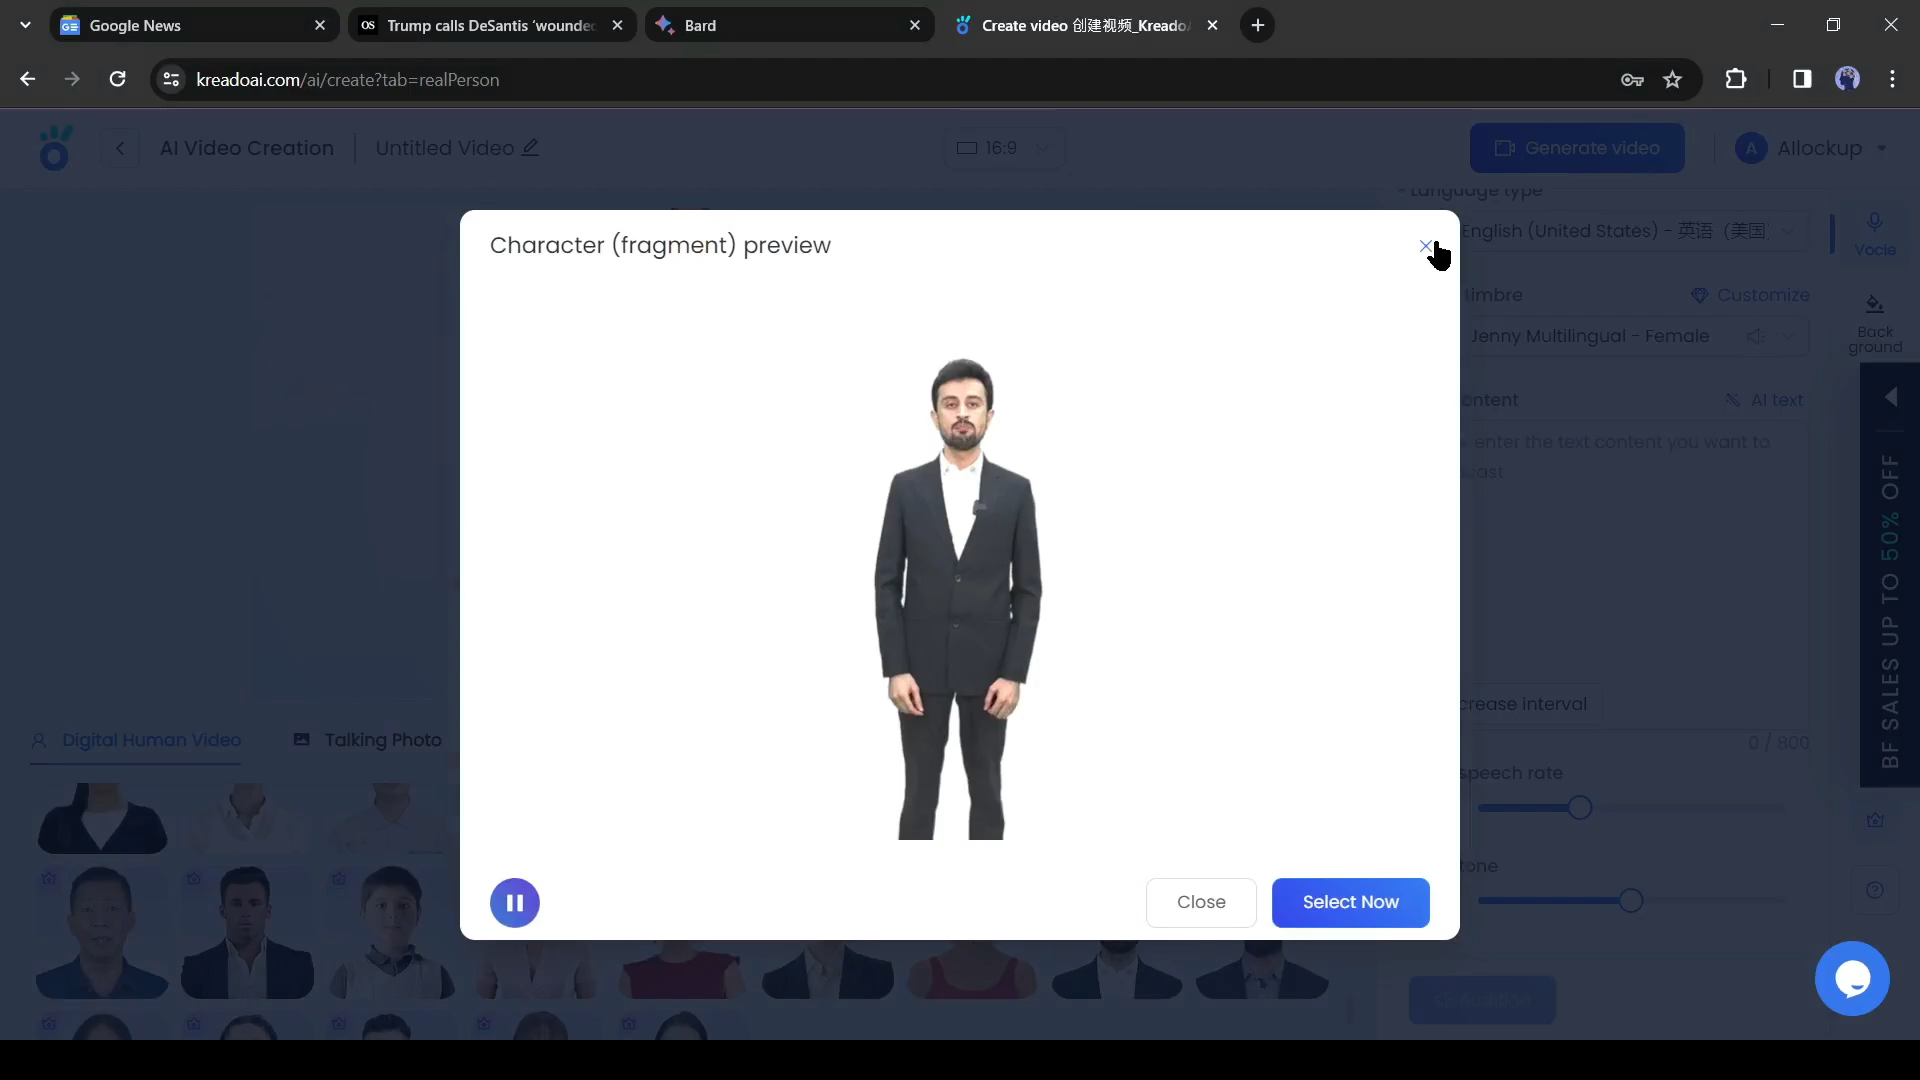 Google News
OS Trump calls DeSantis 'wounded
Bard
Create video 创建视频_Kreado
kreadoai.com/ai/create?tab=realPerson
AI Video Creation
Untitled Video
16:9
Generate video
A Allockup
Language type
English (United States) - 英语（美国
Vocie
Character (fragment) preview
Timbre
Customize
Jenny Multilingual - Female
Back
ground
AI text
enter the text content you want to
BF SALES UP TO 50% OFF
crease interval
0 / 800
Digital Human Video
Talking Photo
speech rate
tone
Close
Select Now